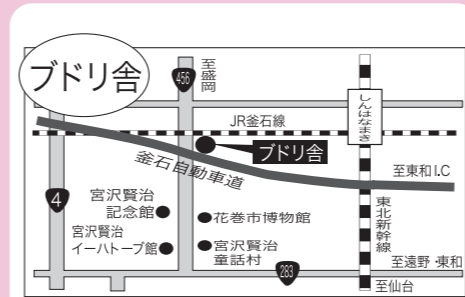 ブドリ舎
456
至盛岡
しんはなまき
JR釜石線
ブドリ舎
釜石自動車道
至東和I.C
4
宮沢賢治
記念館
花巻市博物館
宮沢賢治
イーハトーブ館
宮沢賢治
童話村
東北新幹線
283
至遠野・東和
至仙台